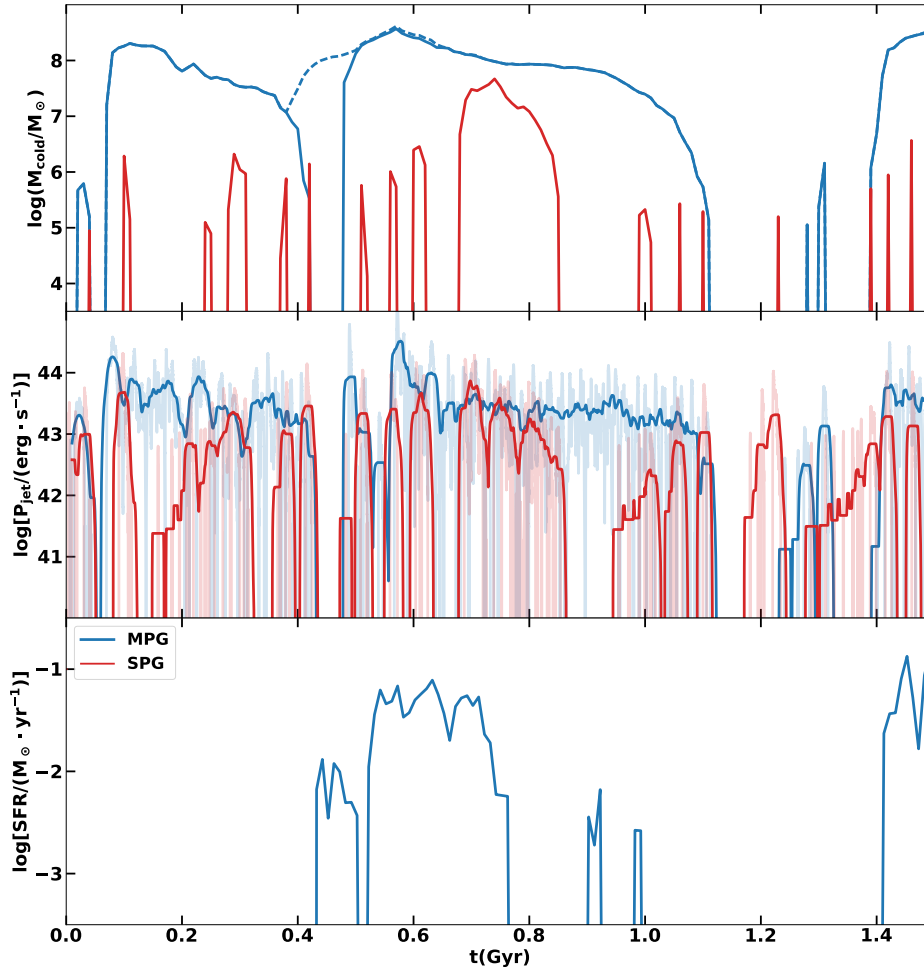 log(M_cold/M_⊙)
8
7
6
5
4
log[P_jet/(erg · s⁻¹)]
44
43
42
41
MPG
SPG
log[SFR/(M_⊙ · yr⁻¹)]
−1
−2
−3
0.0 0.2 0.4 0.6 0.8 1.0 1.2 1.4
t(Gyr)